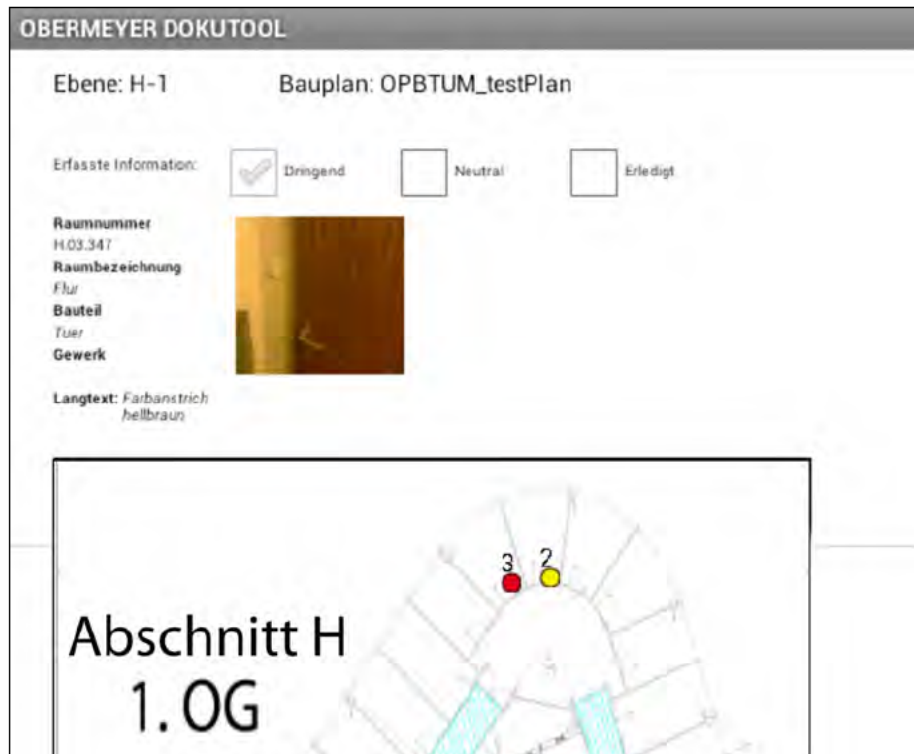 OBERMEYER DOKUTOOL
Ebene: H-1 Bauplan: OPBTUM_testPlan
Erfasste Information: Dringend Neutral Erledigt
Raumnummer
H.03.347
Raumbezeichnung
Flur
Bauteil
Tuer
Gewerk
Langtext: Farbanstrich
hellbraun
3 2
Abschnitt H
1. OG